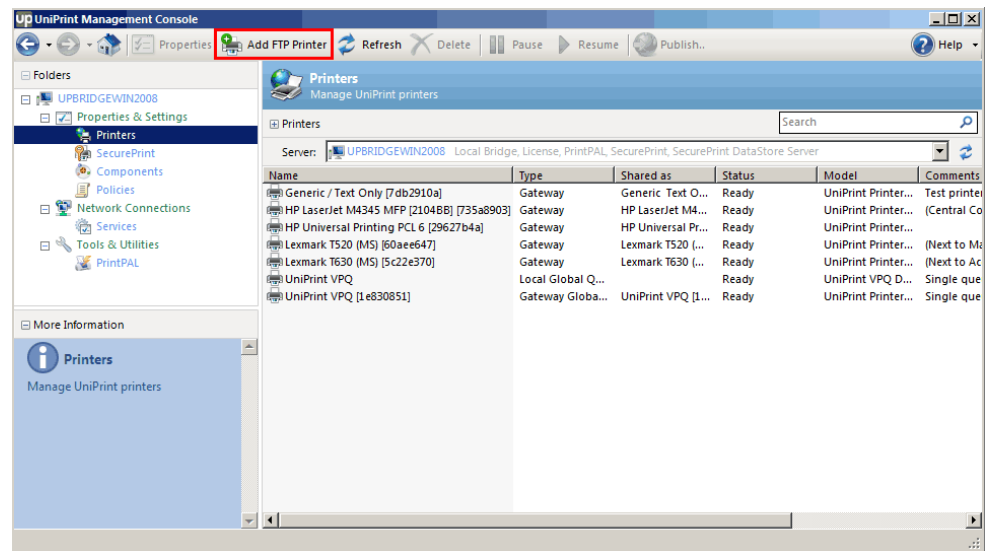 UniPrint Management Console
Properties Add FTP Printer Refresh Delete Pause Resume Publish.. Help
Folders
UPBRIDGEWIN2008
Properties & Settings
Printers
SecurePrint
Components
Policies
Network Connections
Services
Tools & Utilities
PrintPAL
More Information
Printers
Manage UniPrint printers
Printers
Manage UniPrint printers
Printers Search
Server: UPBRIDGEWIN2008 Local Bridge, License, PrintPAL, SecurePrint, SecurePrint DataStore Server
Name Type Shared as Status Model Comments
Generic / Text Only [7db2910a] Gateway Generic Text O... Ready UniPrint Printer... Test printer
HP LaserJet M4345 MFP [2104BB] [735a8903] Gateway HP LaserJet M4... Ready UniPrint Printer... (Central Co
HP Universal Printing PCL 6 [29627b4a] Gateway HP Universal Pr... Ready UniPrint Printer...
Lexmark T520 (MS) [60aee647] Gateway Lexmark T520 (... Ready UniPrint Printer... (Next to Ma
Lexmark T630 (MS) [5c22e370] Gateway Lexmark T630 (... Ready UniPrint Printer... (Next to Ac
UniPrint VPQ Local Global Q... Ready UniPrint VPQ D... Single que
UniPrint VPQ [1e830851] Gateway Globa... UniPrint VPQ [1... Ready UniPrint Printer... Single que